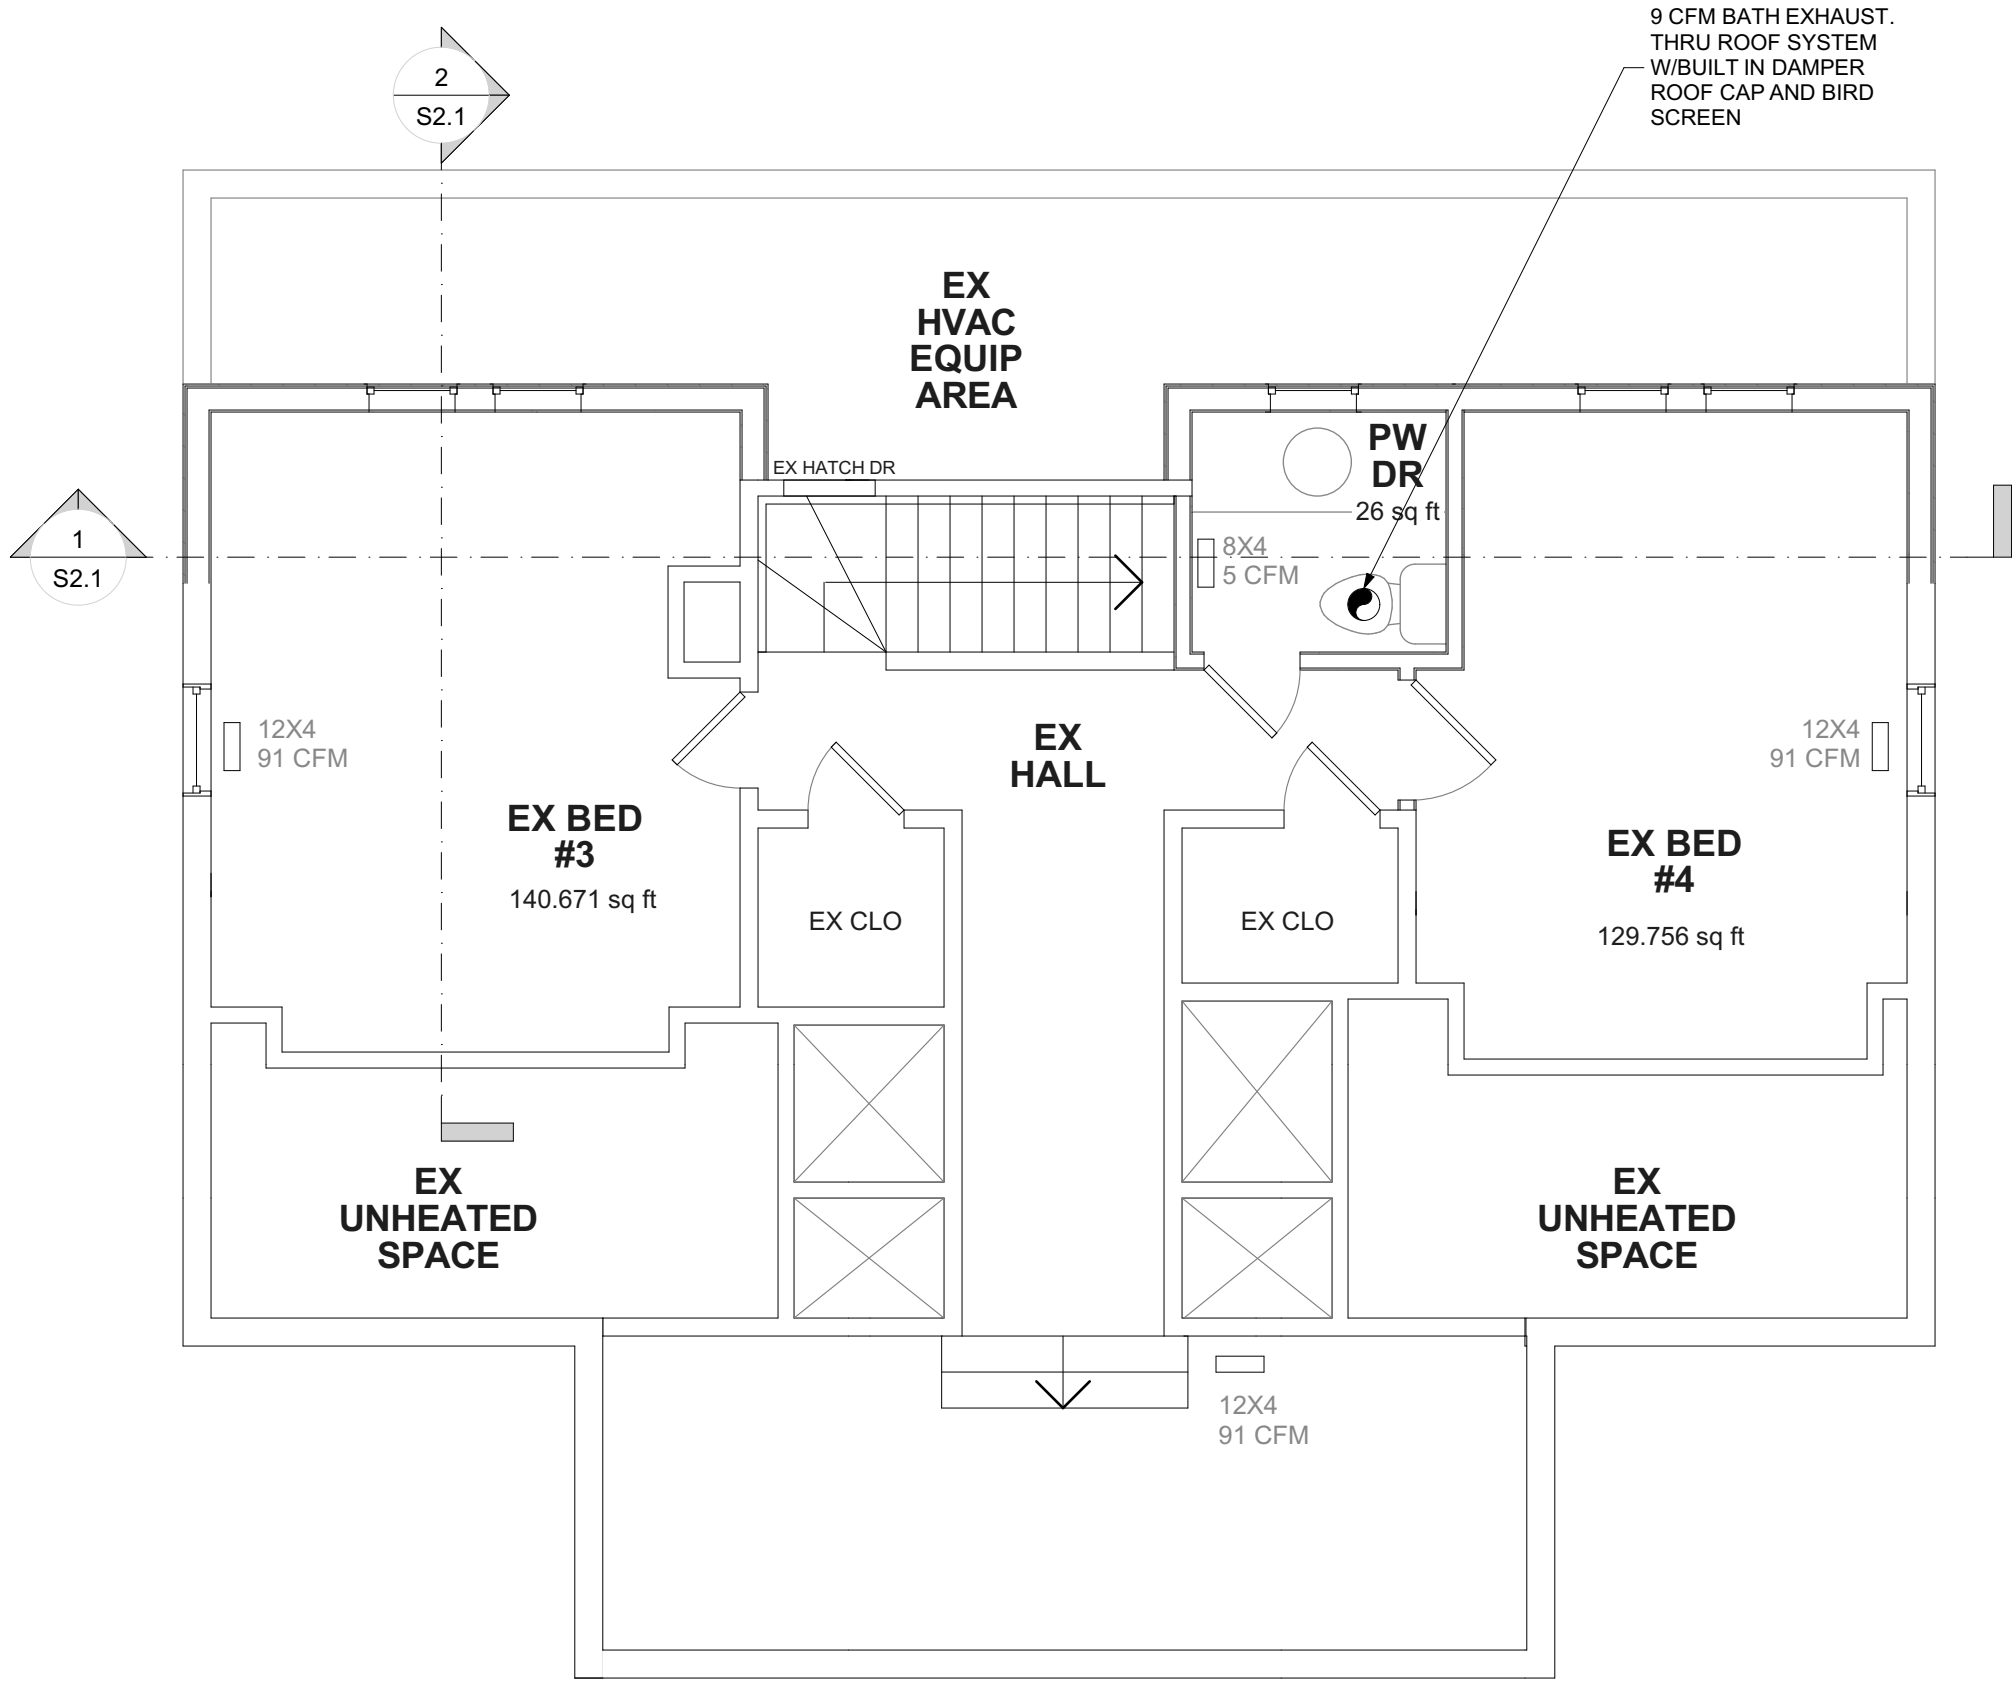 9 CFM BATH EXHAUST.
THRU ROOF SYSTEM
W/BUILT IN DAMPER
ROOF CAP AND BIRD
SCREEN
2
S2.1
EX
HVAC
EQUIP
AREA
EX HATCH DR
PW
DR
26 sq ft
1
S2.1
8X4
5 CFM
12X4
91 CFM
EX
HALL
12X4
91 CFM
EX BED
#3
140.671 sq ft
EX CLO
EX CLO
EX BED
#4
129.756 sq ft
EX
UNHEATED
SPACE
EX
UNHEATED
SPACE
12X4
91 CFM